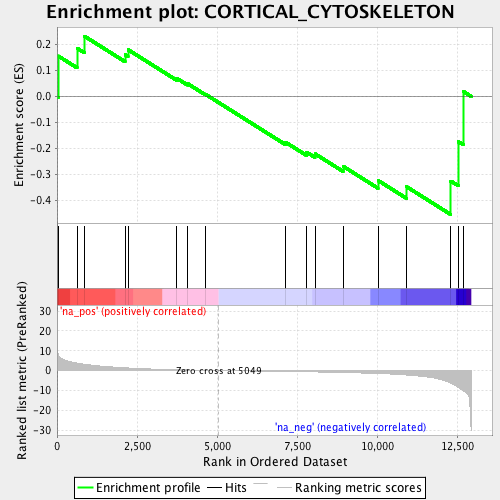 Enrichment plot: CORTICAL_CYTOSKELETON
Enrichment score (ES)
0.2
0.1
0.0
-0.1
-0.2
-0.3
-0.4
'na_pos' (positively correlated)
Ranked list metric (PreRanked)
30
20
10
0
-10
-20
-30
Zero cross at 5049
'na_neg' (negatively correlated)
0
2,500
5,000
7,500
10,000
12,500
Rank in Ordered Dataset
Enrichment profile
Hits
Ranking metric scores